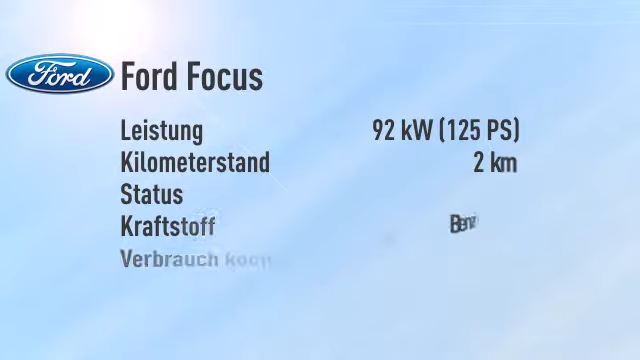 Ford Ford Focus
Leistung 92 kW (125 PS)
Kilometerstand 2 km
Status
Kraftstoff
Verbrauch